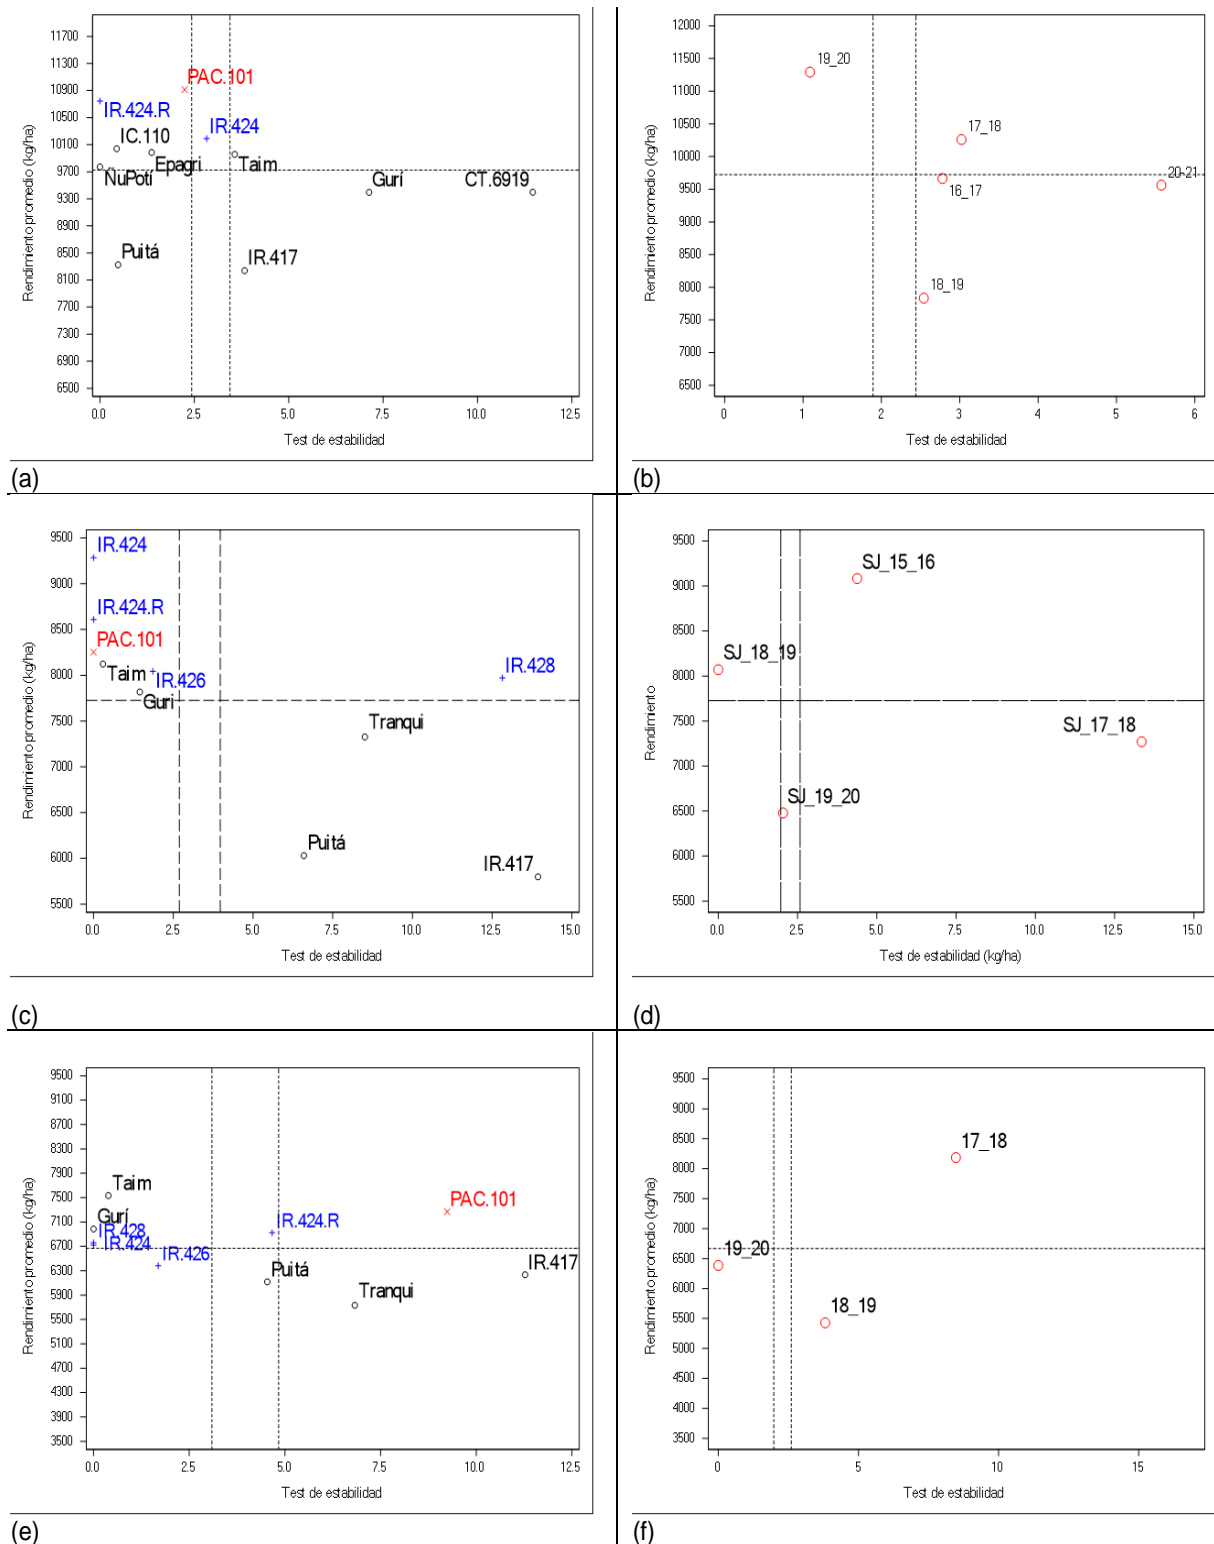 11700
11300
10900
10500
10100
9700
9300
8900
8500
8100
7700
7300
6900
6500
Rendimiento promedio (kg/ha)
PAC.101
IR.424.R
IR.424
IC.110
Epagri
Taim
NuPotí
Gurí
CT.6919
Puitá
IR.417
0.0 2.5 5.0 7.5 10.0 12.5
Test de estabilidad
(a)
12000
11500
11000
10500
10000
9500
9000
8500
8000
7500
7000
6500
Rendimiento promedio (kg/ha)
19_20
17_18
20-21
16_17
18_19
0 1 2 3 4 5 6
Test de estabilidad
(b)
9500
9000
8500
8000
7500
7000
6500
6000
5500
Rendimiento promedio (kg/ha)
IR.424
IR.424.R
PAC.101
Taim
IR.426
IR.428
Guri
Tranqui
Puitá
IR.417
0.0 2.5 5.0 7.5 10.0 12.5 15.0
Test de estabilidad
(c)
9500
9000
8500
8000
7500
7000
6500
6000
5500
Rendimiento
SJ_15_16
SJ_18_19
SJ_17_18
SJ_19_20
0.0 2.5 5.0 7.5 10.0 12.5 15.0
Test de estabilidad (kg/ha)
(d)
9500
9100
8700
8300
7900
7500
7100
6700
6300
5900
5500
5100
4700
4300
3900
3500
Rendimiento promedio (kg/ha)
Taim
Gurí
IR.428
IR.424
IR.426
IR.424.R
PAC.101
Puitá
IR.417
Tranqui
0.0 2.5 5.0 7.5 10.0 12.5
Test de estabilidad
(e)
9500
9000
8500
8000
7500
7000
6500
6000
5500
5000
4500
4000
3500
Rendimiento promedio (kg/ha)
17_18
19_20
18_19
0 5 10 15
Test de estabilidad
(f)